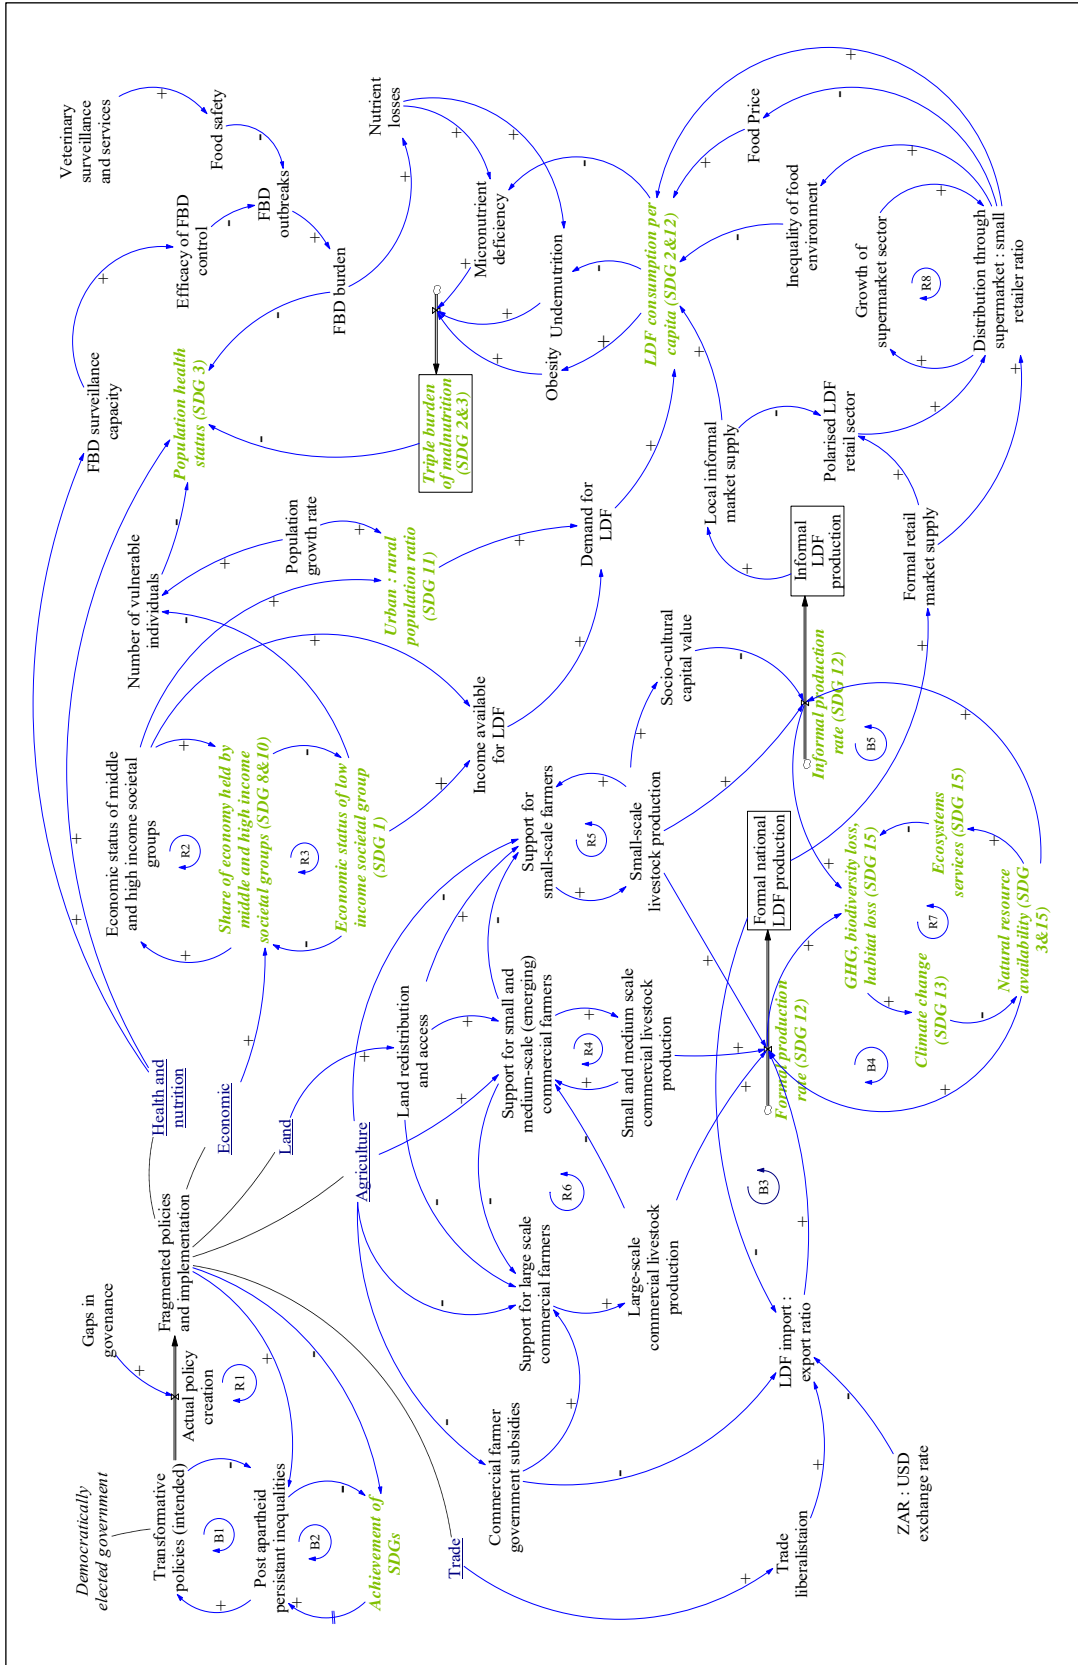 Democratically
elected government
Transformative
policies (intended)
Gaps in
govenance
Actual policy
creation
Fragmented policies
and implementation
Post apartheid
persistant inequalities
Achievement of
SDGs
B1
B2
R1
Health and
nutrition
Economic
Land
Agriculture
Trade
Economic status of middle
and high income societal
groups
Share of economy held by
middle and high income
societal groups (SDG 8&10)
Economic status of low
income societal group
(SDG 1)
R2
R3
Number of vulnerable
individuals
Population
growth rate
Urban : rural
population ratio
(SDG 11)
Population health
status (SDG 3)
FBD surveillance
capacity
Efficacy of FBD
control
Veterinary
surveillance
and services
Food safety
FBD
outbreaks
FBD burden
Nutrient
losses
Triple burden
of malnutrition
(SDG 2&3)
Micronutrient
deficiency
Undernutrition
Obesity
Income available
for LDF
Demand for
LDF
LDF consumption per
capita (SDG 2&12)
Land redistribution
and access
Support for large scale
commercial farmers
Support for small and
medium-scale (emerging)
commercial farmers
Support for
small-scale farmers
Large-scale
commercial livestock
production
Small and medium scale
commercial livestock
production
Small-scale
livestock production
R6
R4
R5
Socio-cultural
capital value
Commercial farmer
government subsidies
Trade
liberalistaion
ZAR : USD
exchange rate
LDF import :
export ratio
B3
Formal production
rate (SDG 12)
Formal national
LDF production
Informal production
rate (SDG 12)
Informal
LDF
production
B4
B5
R7
GHG, biodiversity loss,
habitat loss (SDG 15)
Climate change
(SDG 13)
Ecosystems
services (SDG 15)
Natural resource
availability (SDG
3&15)
Local informal
market supply
Polarised LDF
retail sector
Formal retail
market supply
Growth of
supermarket sector
R8
Inequality of food
environment
Food Price
Distribution through
supermarket : small
retailer ratio